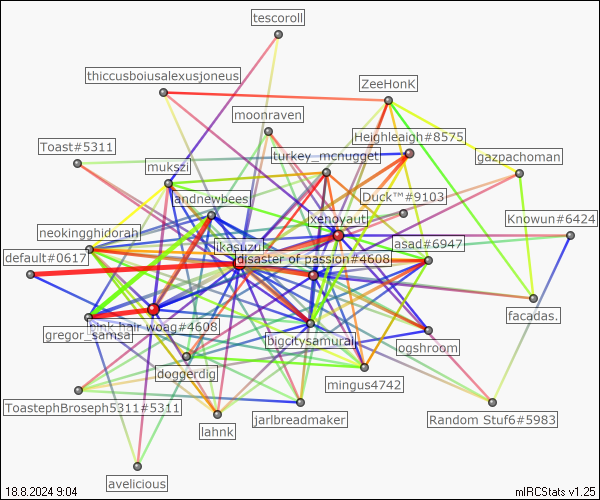 tescoroll
thiccusboiusalexusjoneus
ZeeHonK
moonraven
Heighleigh#8575
Toast#5311
turkey_mcnugget
gazpachoman
mukszi
landnewbees
Duck™#9103
xenoyaut
Knowun#6424
neokingghidorah
ikasuzu
asad#6947
default#0617
disaster of passion#4608
facadas.
pink hair woag#4608
gregor_samsa
bigcitysamurai
ogshroom
doggerdig
mingus4742
ToastephBroseph5311#5311
jarlbreadmaker
Random Stuf6#5983
lahnk
avelicious
18.8.2024 9:04
mIRCStats v1.25